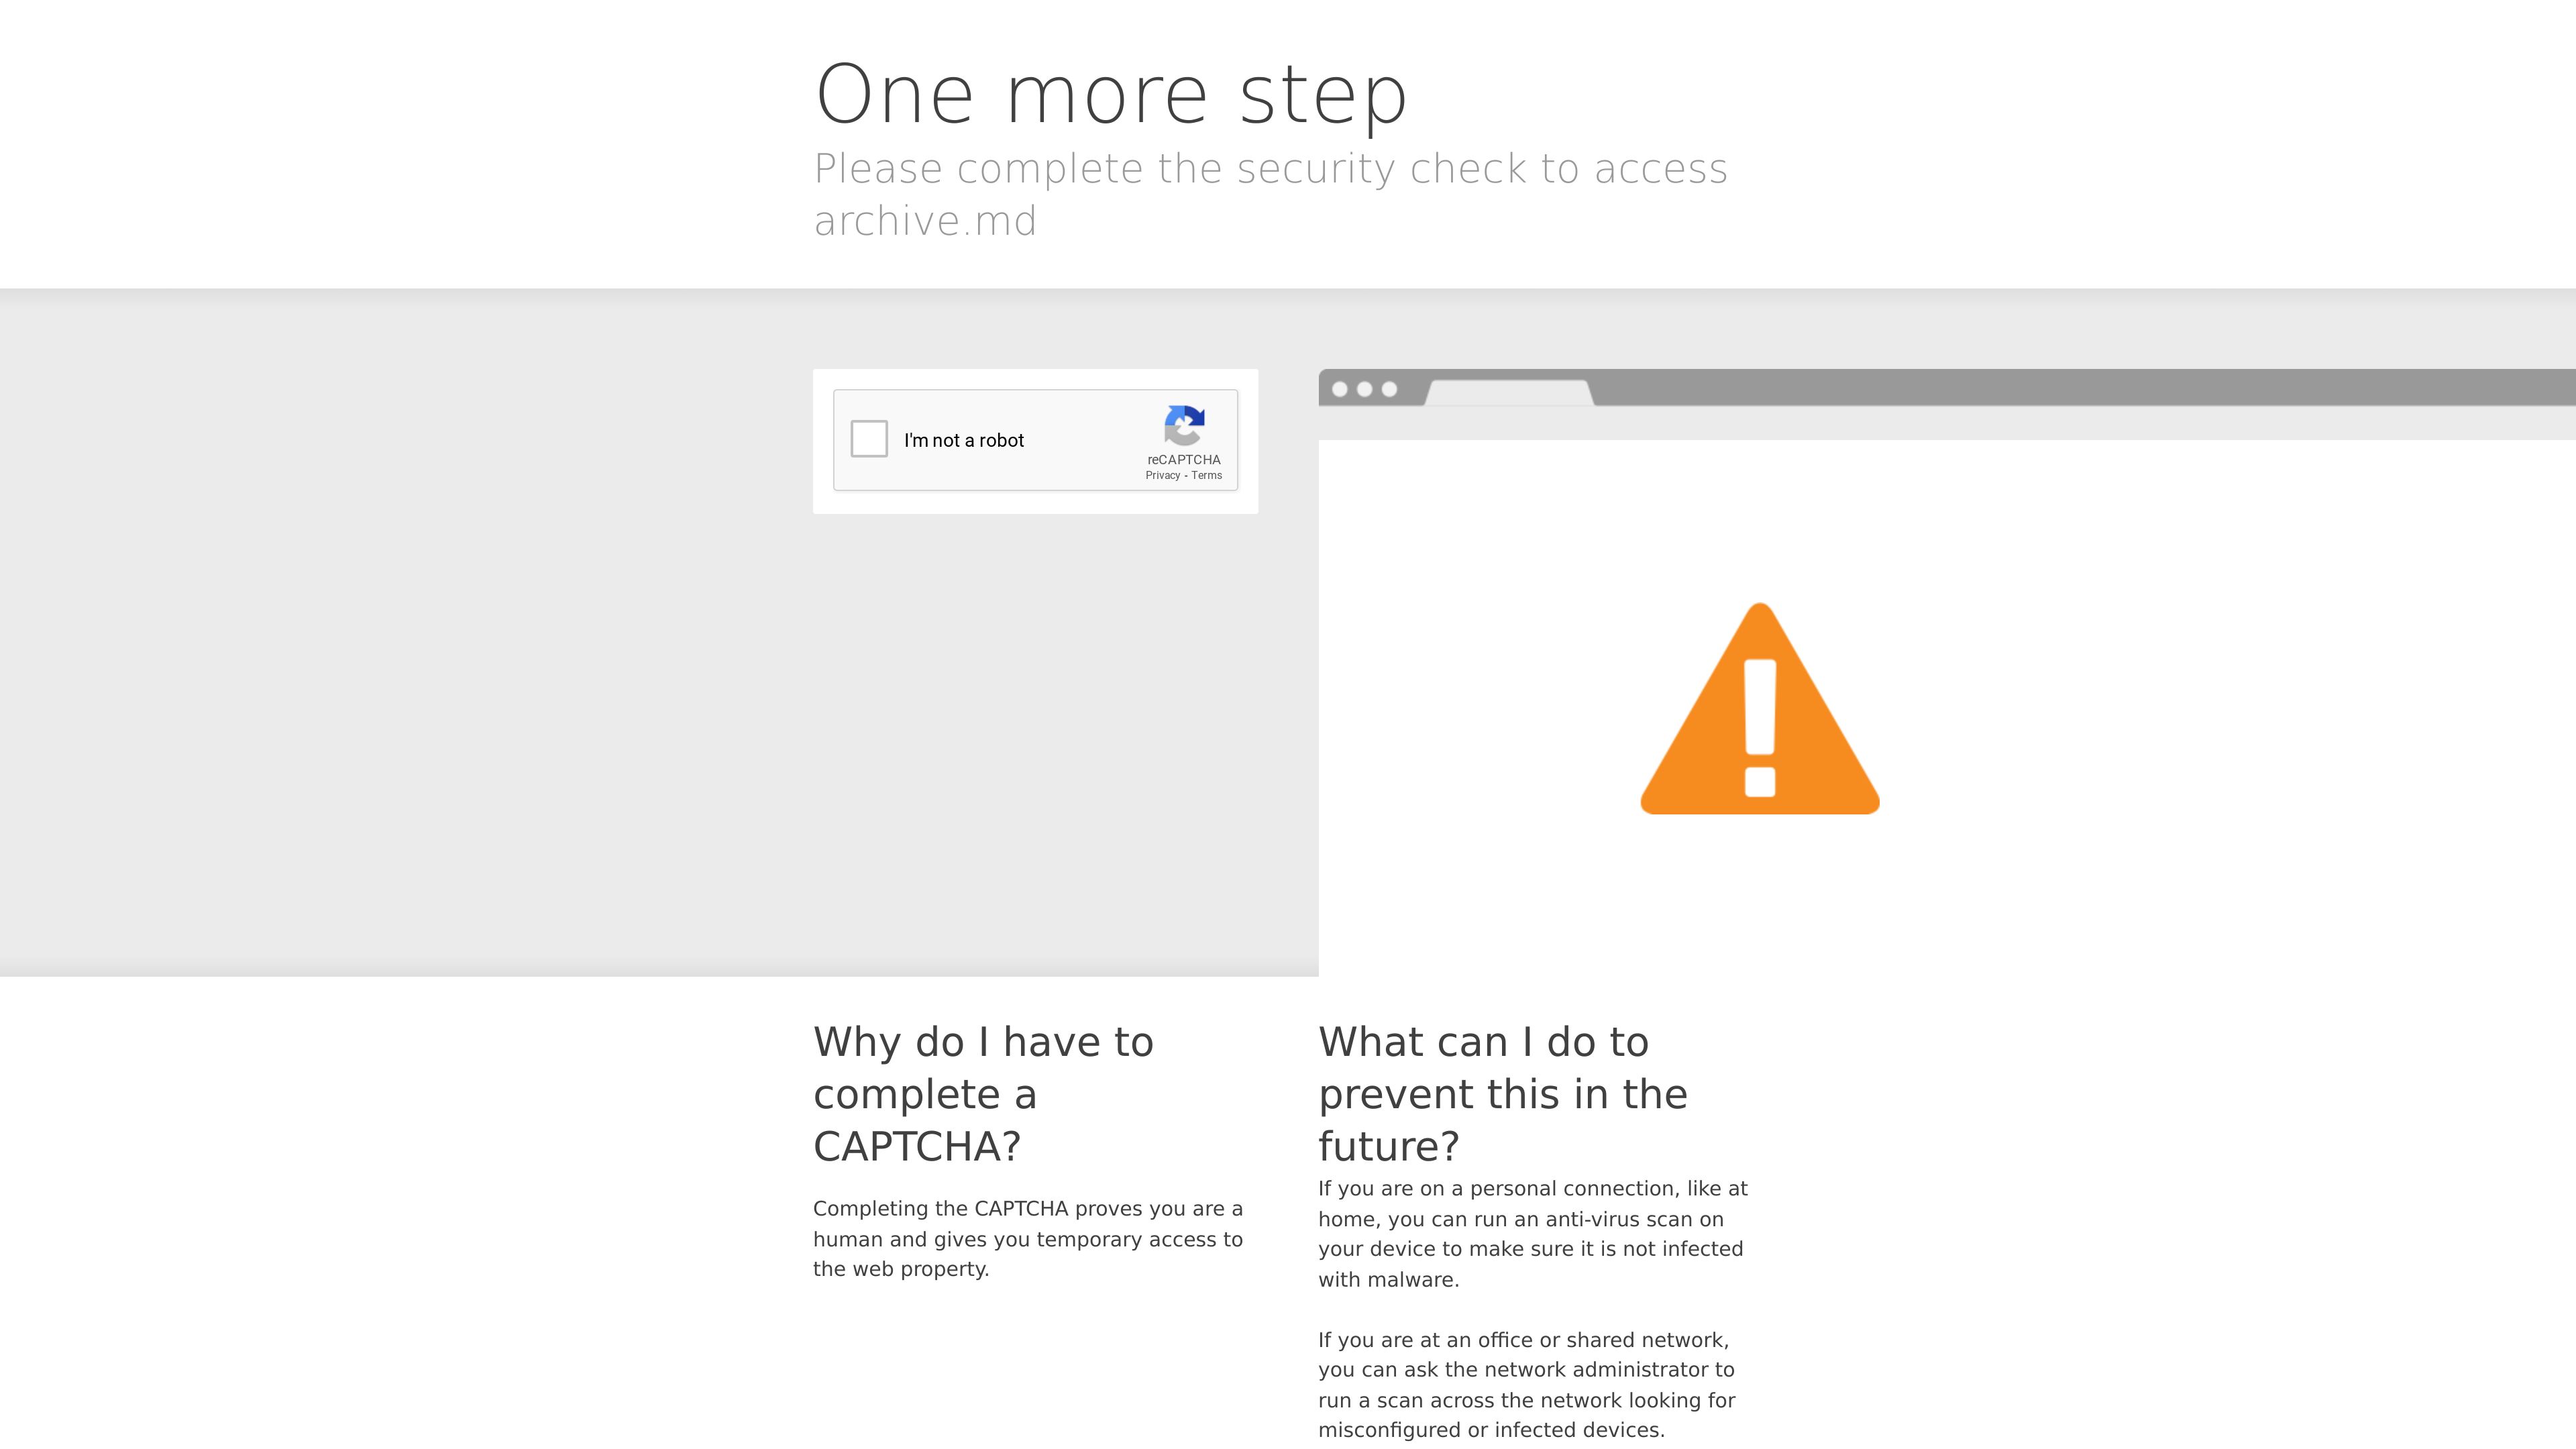 One more step
Please complete the security check to access
archive.md
I'm not a robot
reCAPTCHA
Privacy - Terms
Why do I have to
complete a
CAPTCHA?
Completing the CAPTCHA proves you are a
human and gives you temporary access to
the web property.
What can I do to
prevent this in the
future?
If you are on a personal connection, like at
home, you can run an anti-virus scan on
your device to make sure it is not infected
with malware.
If you are at an office or shared network,
you can ask the network administrator to
run a scan across the network looking for
misconfigured or infected devices.